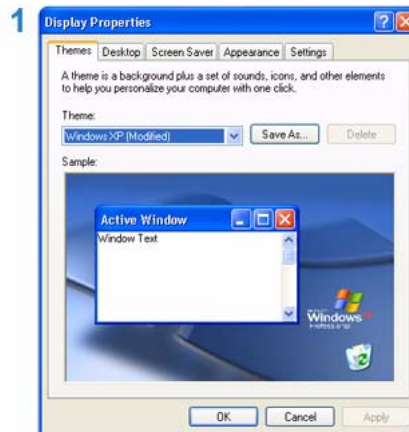 1
Display Properties
Themes Desktop Screen Saver Appearance Settings
A theme is a background plus a set of sounds, icons, and other elements
to help you personalize your computer with one click.
Theme:
Windows XP (Modified) Save As... Delete
Sample:
Active Window
Window Text
Windows xp
Professional
OK Cancel Apply